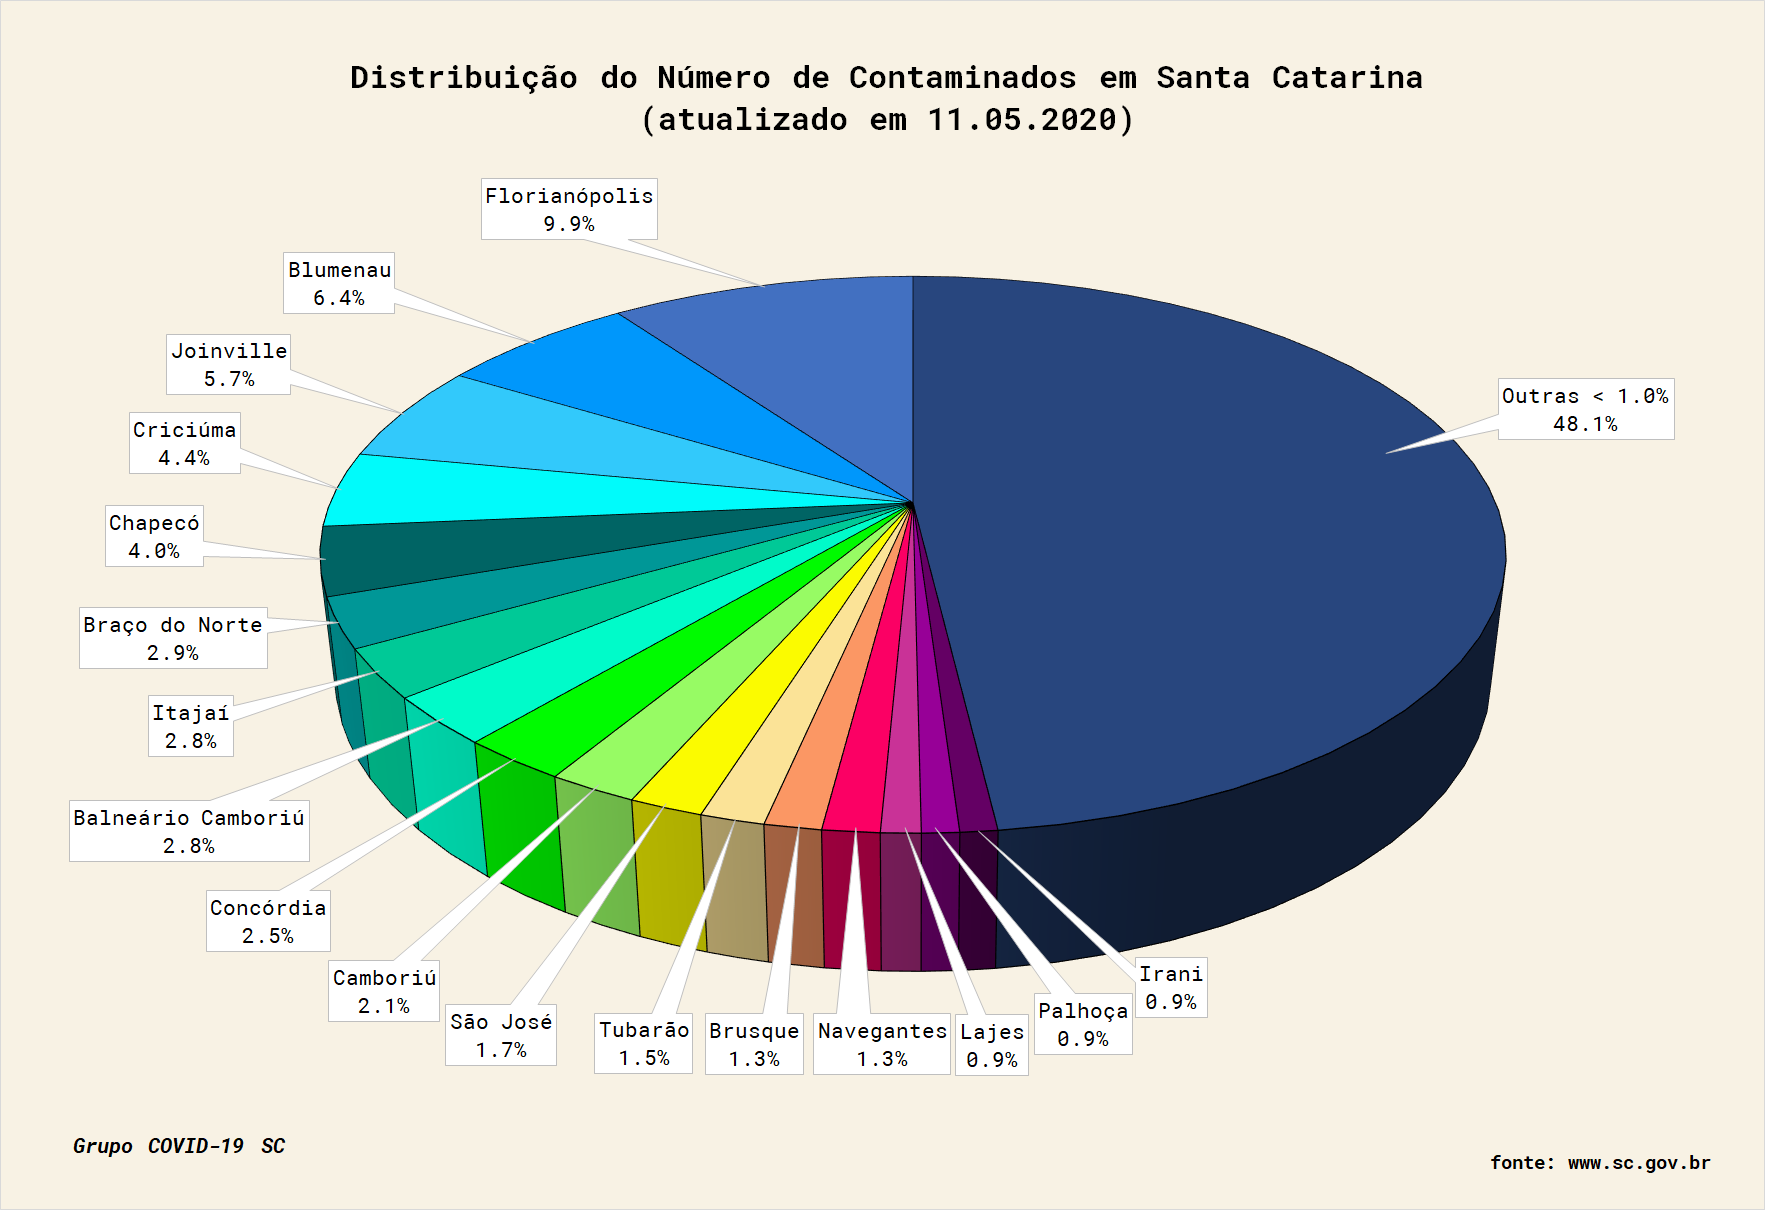 Distribuição do Número de Contaminados em Santa Catarina
(atualizado em 11.05.2020)
Florianópolis
9.9%
Blumenau
6.4%
Joinville
5.7%
Criciúma
4.4%
Chapecó
4.0%
Braço do Norte
2.9%
Itajaí
2.8%
Balneário Camboriú
2.8%
Concórdia
2.5%
Camboriú
2.1%
São José
1.7%
Tubarão
1.5%
Brusque
1.3%
Navegantes
1.3%
Lajes
0.9%
Palhoça
0.9%
Irani
0.9%
Outras < 1.0%
48.1%
Grupo COVID-19 SC
fonte: www.sc.gov.br